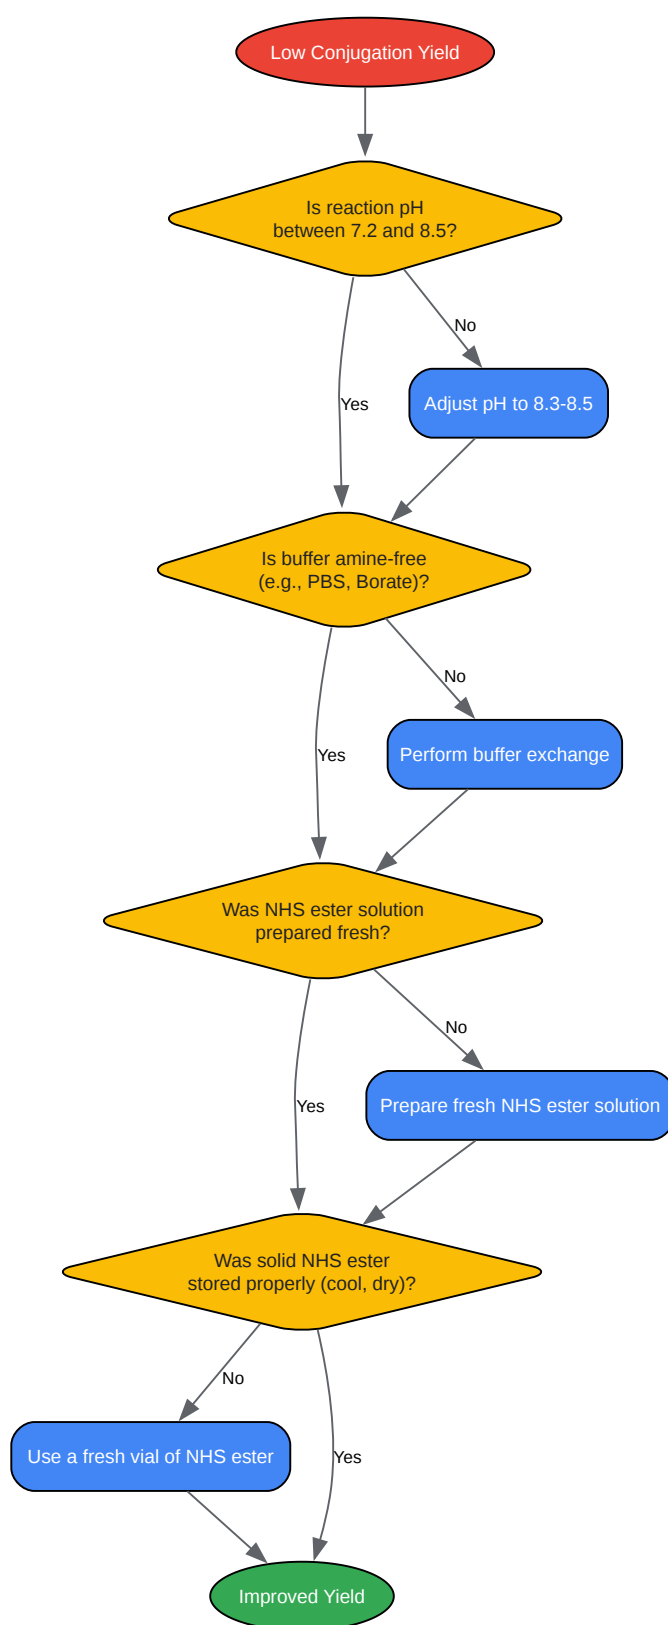 Low Conjugation Yield
Is reaction pH
between 7.2 and 8.5?
No
Yes
Adjust pH to 8.3-8.5
Is buffer amine-free
(e.g., PBS, Borate)?
No
Yes
Perform buffer exchange
Was NHS ester solution
prepared fresh?
No
Yes
Prepare fresh NHS ester solution
Was solid NHS ester
stored properly (cool, dry)?
No
Use a fresh vial of NHS ester
Yes
Improved Yield